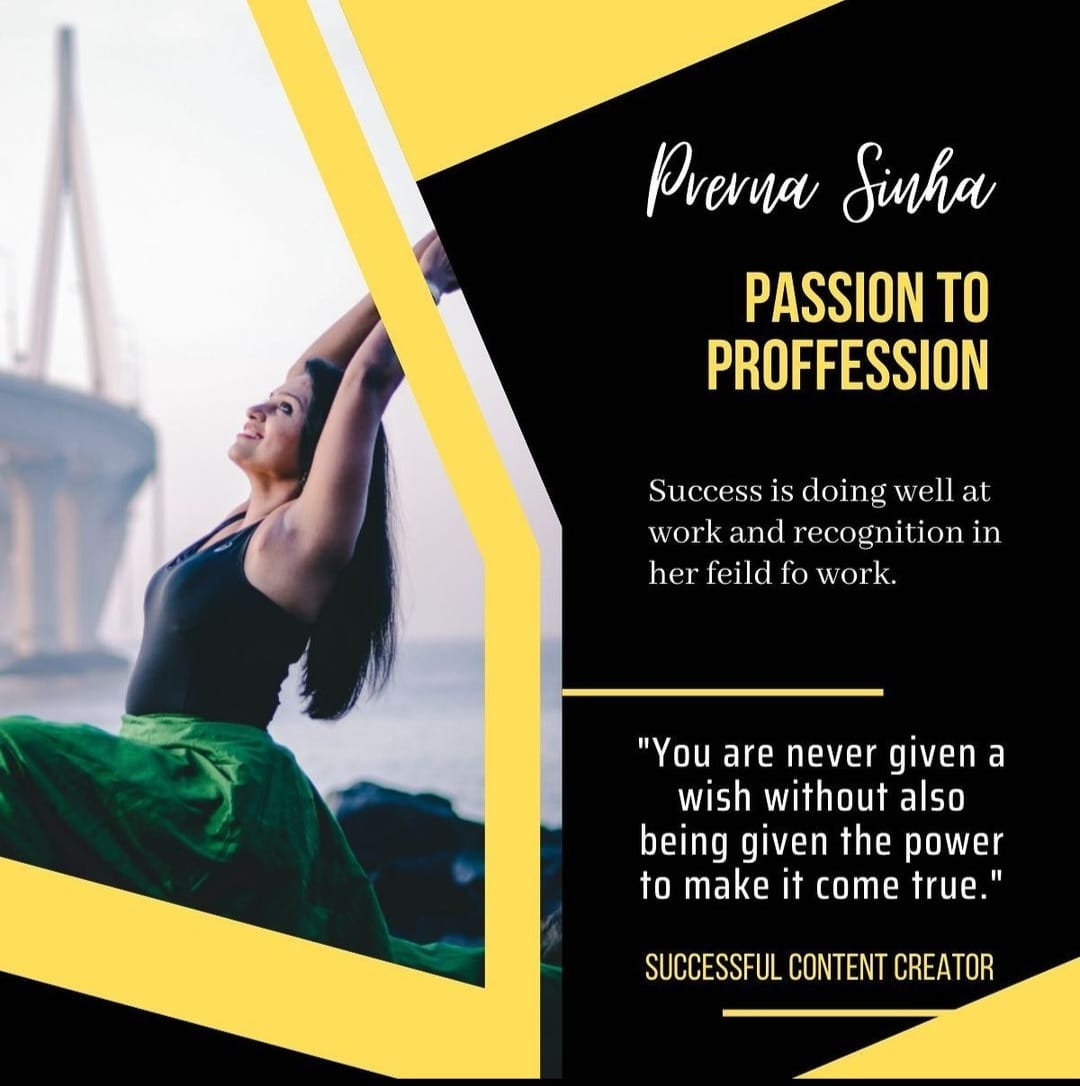 Prerna Sinha
PASSION TO
PROFFESSION
Success is doing well at
work and recognition in
her feild fo work.
"You are never given a
wish without also
being given the power
to make it come true."
SUCCESSFUL CONTENT CREATOR